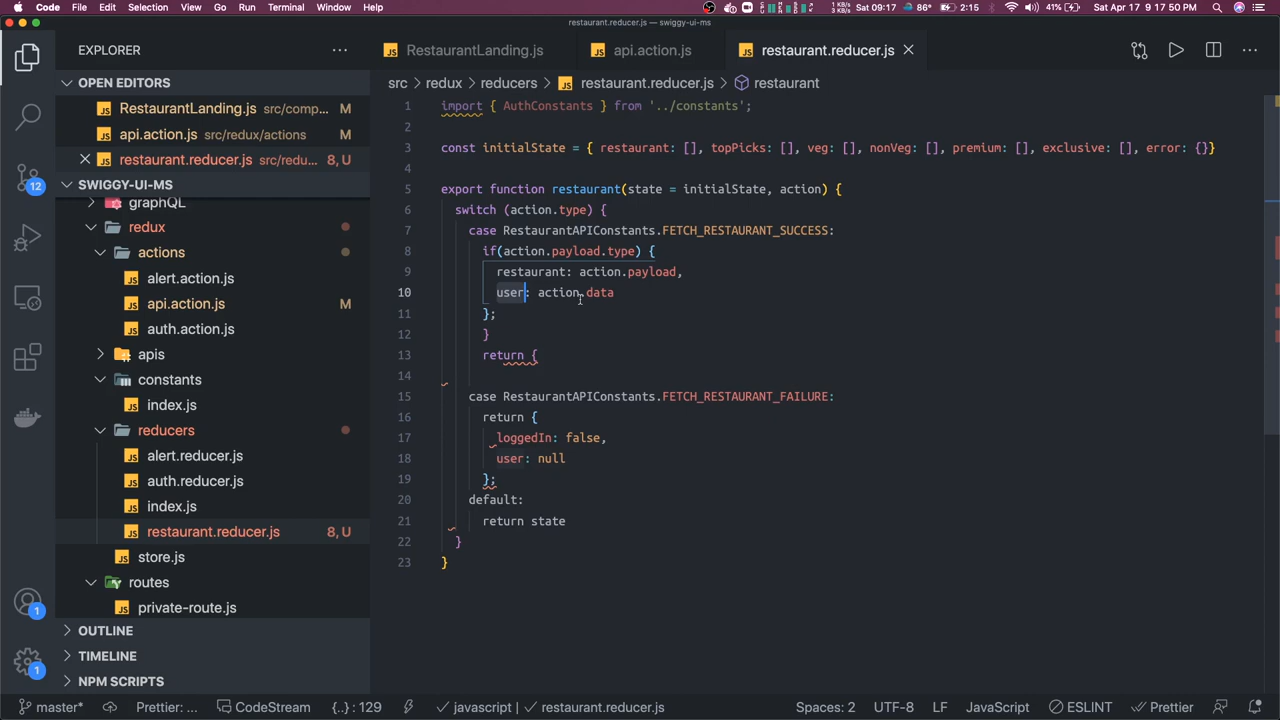 Code File Edit Selection View Go Run Terminal Window Help SD 09:17 86° 2:15 41% Sat Apr 17 9 17 50 PM
restaurant.reducer.js — swiggy-ui-ms
EXPLORER ···
RestaurantLanding.js api.action.js restaurant.reducer.js
OPEN EDITORS
src > redux > reducers > restaurant.reducer.js > restaurant
RestaurantLanding.js src/comp... M
api.action.js src/redux/actions M
restaurant.reducer.js src/redu... 8, U
SWIGGY-UI-MS
graphQL
redux
actions
alert.action.js
api.action.js
auth.action.js
apis
constants
index.js
reducers
alert.reducer.js
auth.reducer.js
index.js
restaurant.reducer.js 8, U
store.js
routes
private-route.js
OUTLINE
TIMELINE
NPM SCRIPTS
12
1
1
1 import { AuthConstants } from '../constants';
2
3 const initialState = { restaurant: [], topPicks: [], veg: [], nonVeg: [], premium: [], exclusive: [], error: {}}
4
5 export function restaurant(state = initialState, action) {
6 switch (action.type) {
7 case RestaurantAPIConstants.FETCH_RESTAURANT_SUCCESS:
8 if(action.payload.type) {
9 restaurant: action.payload,
10 user: action.data
11 };
12 }
13 return {
14
15 case RestaurantAPIConstants.FETCH_RESTAURANT_FAILURE:
16 return {
17 loggedIn: false,
18 user: null
19 };
20 default:
21 return state
22 }
23 }
master* Prettier: ... CodeStream {..} : 129 javascript | restaurant.reducer.js Spaces: 2 UTF-8 LF JavaScript ESLINT Prettier